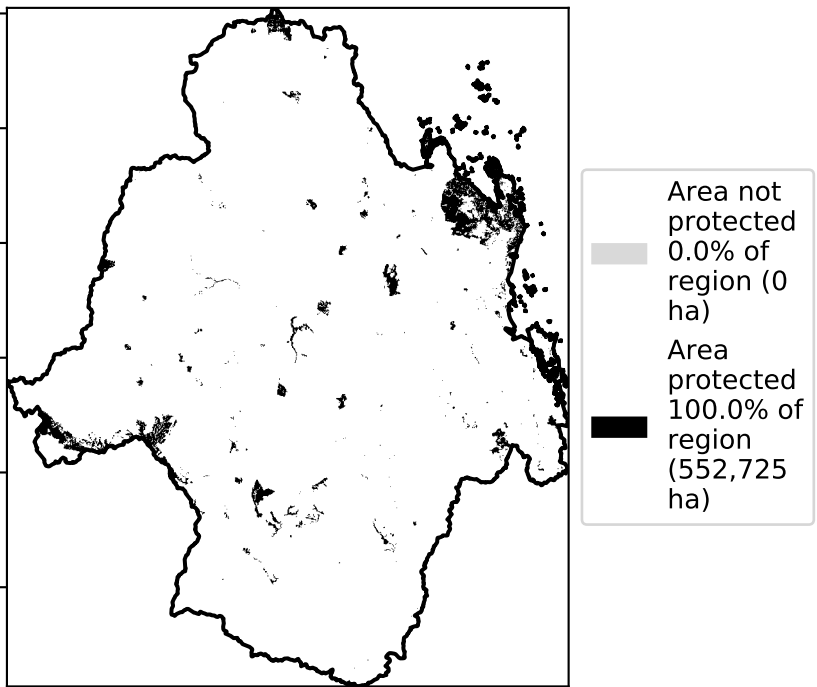 Area not
protected
0.0% of
region (0
ha)
Area
protected
100.0% of
region
(552,725
ha)